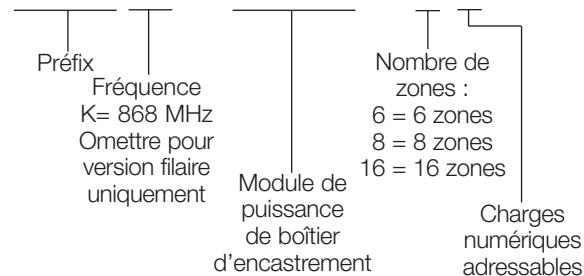 Préfix
Fréquence
K= 868 MHz
Omettre pour
version filaire
uniquement
Module de
puissance
de boîtier
d'encastrement
Nombre de
zones :
6 = 6 zones
8 = 8 zones
16 = 16 zones
Charges
numériques
adressables